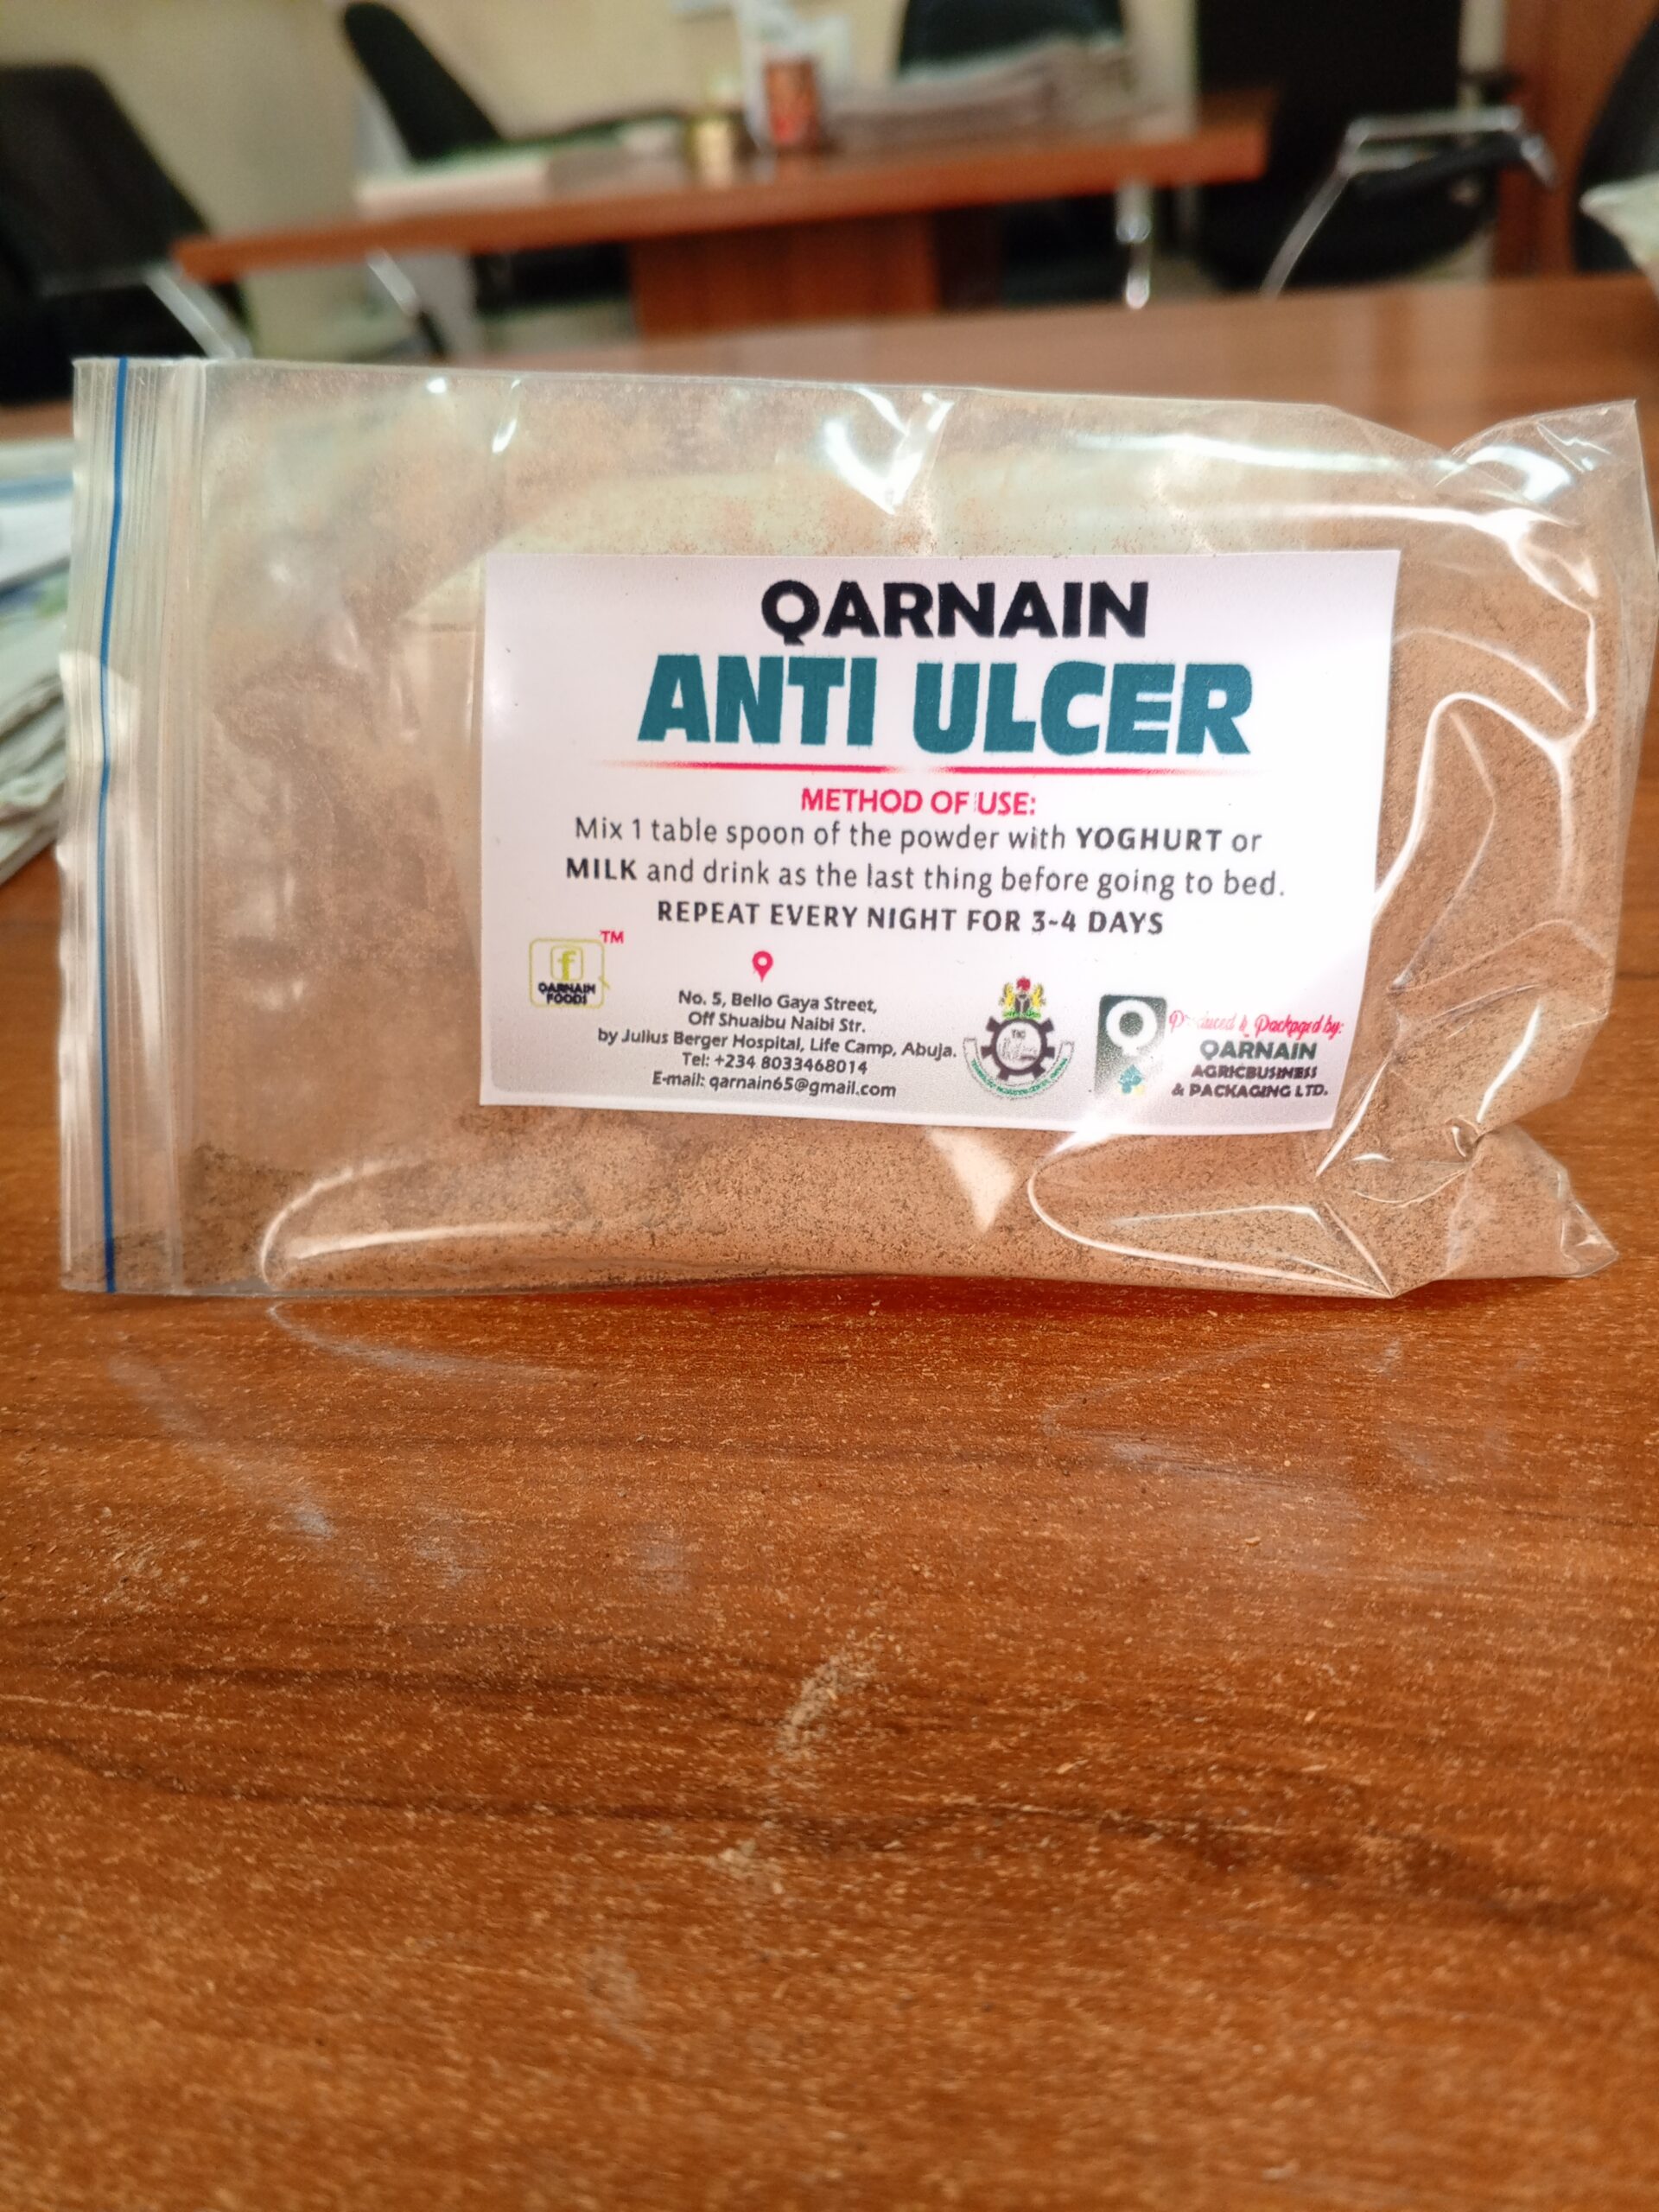 QARNAIN
ANTI ULCER
METHOD OF USE:
Mix 1 table spoon of the powder with YOGHURT or
MILK and drink as the last thing before going to bed.
REPEAT EVERY NIGHT FOR 3-4 DAYS
TM
f
QARNAIN
FOODS
No. 5, Bello Gaya Street,
Off Shuaibu Naibi Str.
by Julius Berger Hospital, Life Camp, Abuja.
Tel: +234 8033468014
E-mail: qarnain65@gmail.com
TIC
Q
& Packaged by:
QARNAIN
AGRICBUSINESS
& PACKAGING LTD.